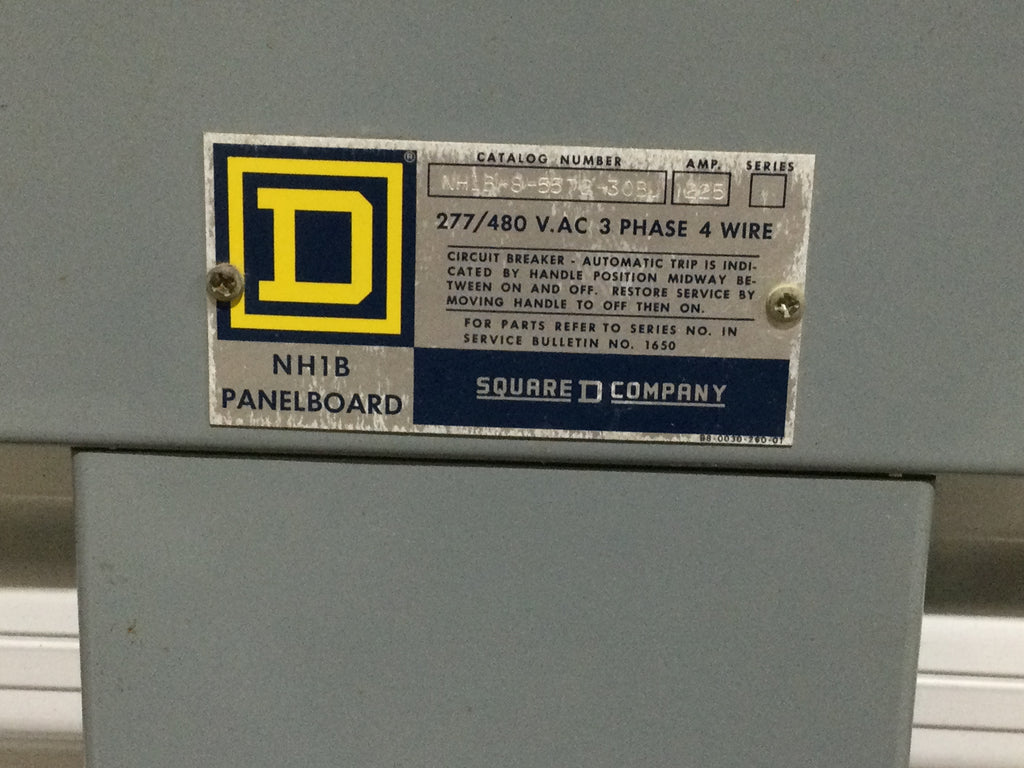 D ®
NH1B
PANELBOARD
CATALOG NUMBER AMP. SERIES
225 1
277/480 V.AC 3 PHASE 4 WIRE
CIRCUIT BREAKER - AUTOMATIC TRIP IS INDI-
CATED BY HANDLE POSITION MIDWAY BE-
TWEEN ON AND OFF. RESTORE SERVICE BY
MOVING HANDLE TO OFF THEN ON.
FOR PARTS REFER TO SERIES NO. IN
SERVICE BULLETIN NO. 1650
SQUARE D COMPANY